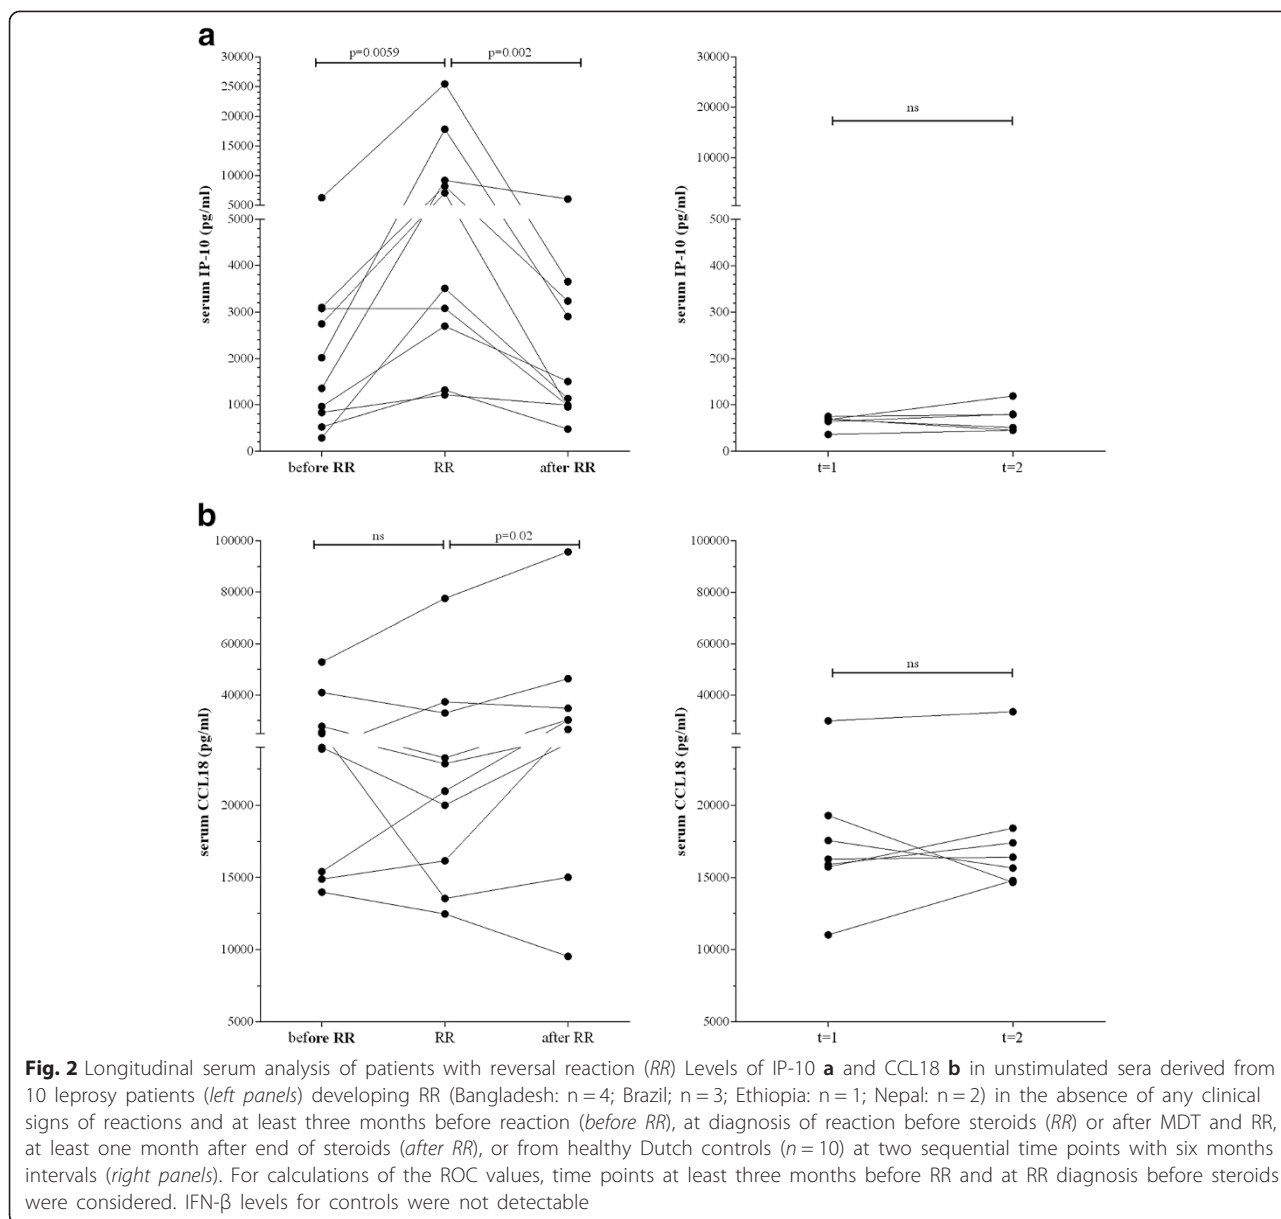 a
p=0.0059
p=0.002
30000
25000
20000
15000
10000
5000
5000
4000
3000
2000
1000
0
serum IP-10 (pg/ml)
before RR
RR
after RR
ns
30000
20000
10000
500
400
300
200
100
0
serum IP-10 (pg/ml)
t=1
t=2
b
ns
p=0.02
100000
80000
60000
40000
20000
15000
10000
5000
serum CCL18 (pg/ml)
before RR
RR
after RR
ns
100000
80000
60000
40000
20000
15000
10000
5000
serum CCL18 (pg/ml)
t=1
t=2
Fig. 2 Longitudinal serum analysis of patients with reversal reaction (RR) Levels of IP-10 a and CCL18 b in unstimulated sera derived from
10 leprosy patients (left panels) developing RR (Bangladesh: n = 4; Brazil; n = 3; Ethiopia: n = 1; Nepal: n = 2) in the absence of any clinical
signs of reactions and at least three months before reaction (before RR), at diagnosis of reaction before steroids (RR) or after MDT and RR,
at least one month after end of steroids (after RR), or from healthy Dutch controls (n = 10) at two sequential time points with six months
intervals (right panels). For calculations of the ROC values, time points at least three months before RR and at RR diagnosis before steroids
were considered. IFN-β levels for controls were not detectable